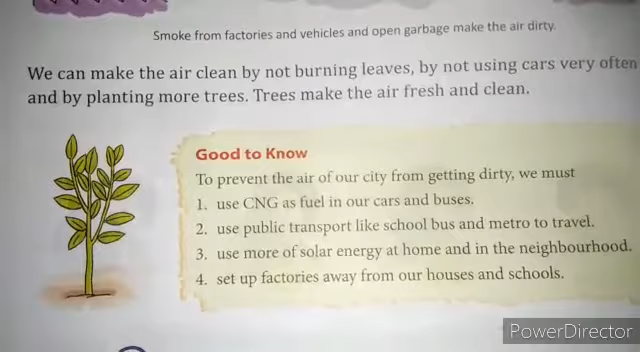 Smoke from factories and vehicles and open garbage make the air dirty.
We can make the air clean by not burning leaves, by not using cars very often
and by planting more trees. Trees make the air fresh and clean.
Good to Know
To prevent the air of our city from getting dirty, we must
1. use CNG as fuel in our cars and buses.
2. use public transport like school bus and metro to travel.
3. use more of solar energy at home and in the neighbourhood.
4. set up factories away from our houses and schools.
PowerDirector